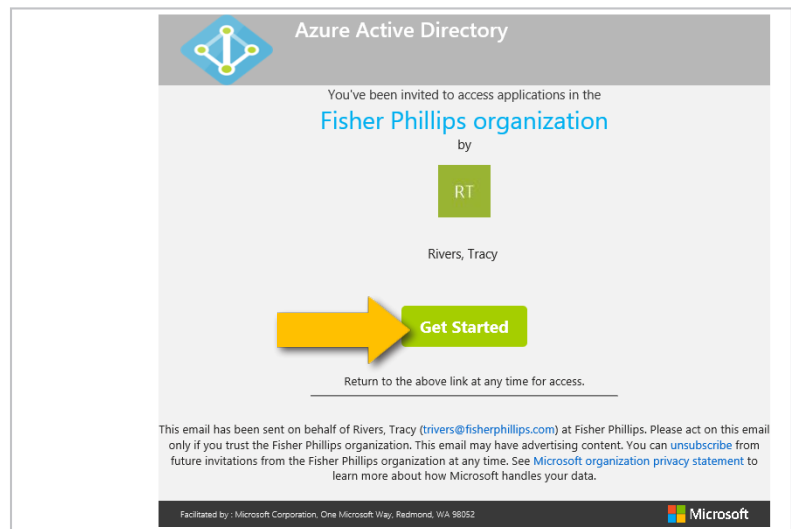 Azure Active Directory
You've been invited to access applications in the
Fisher Phillips organization
by
RT
Rivers, Tracy
Get Started
Return to the above link at any time for access.
This email has been sent on behalf of Rivers, Tracy (trivers@fisherphillips.com) at Fisher Phillips. Please act on this email
only if you trust the Fisher Phillips organization. This email may have advertising content. You can unsubscribe from
future invitations from the Fisher Phillips organization at any time. See Microsoft organization privacy statement to
learn more about how Microsoft handles your data.
Facilitated by : Microsoft Corporation, One Microsoft Way, Redmond, WA 98052
Microsoft